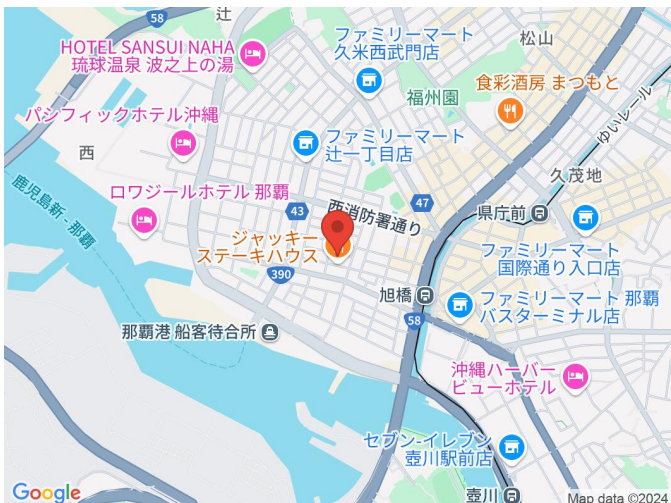 58
辻
ファミリーマート
久米西武門店
松山
HOTEL SANSUI NAHA
琉球温泉 波之上の湯
福州園
食彩酒房 まつもと
ゆいレール
パシフィックホテル沖縄
ファミリーマート
辻一丁目店
西
久茂地
鹿児島新 - 那覇
ロワジールホテル 那覇
43
西消防署通り
47
県庁前
ジャッキー
ステーキハウス
ファミリーマート
国際通り入口店
390
旭橋
ファミリーマート 那覇
バスターミナル店
58
那覇港 船客待合所
沖縄ハーバー
ビューホテル
セブン-イレブン
壺川駅前店
壺川
Google
Map data ©2024